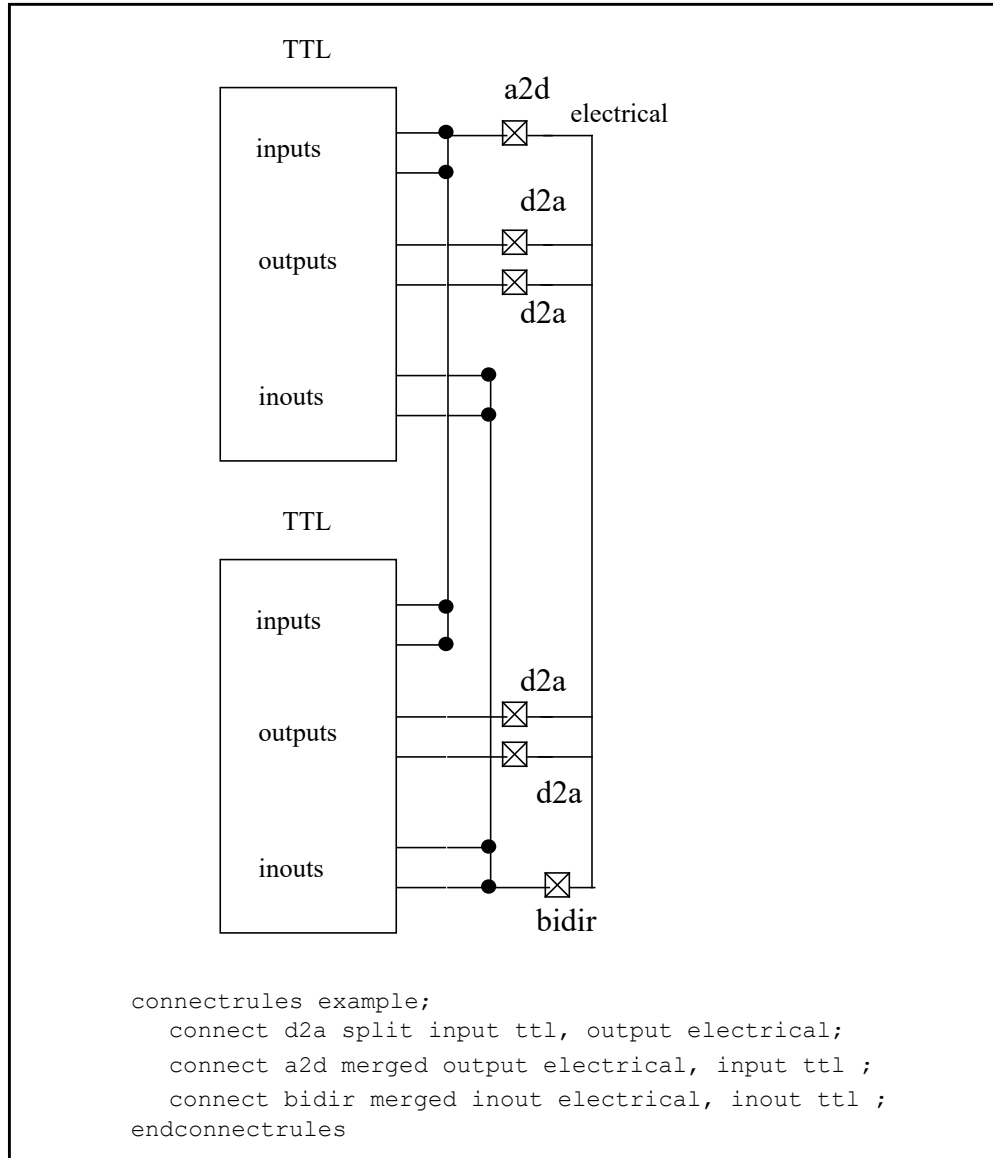 TTL
a2d
electrical
inputs
d2a
outputs
d2a
inouts
TTL
inputs
d2a
outputs
d2a
inouts
bidir
connectrules example;
connect d2a split input ttl, output electrical;
connect a2d merged output electrical, input ttl ;
connect bidir merged inout electrical, inout ttl ;
endconnectrules